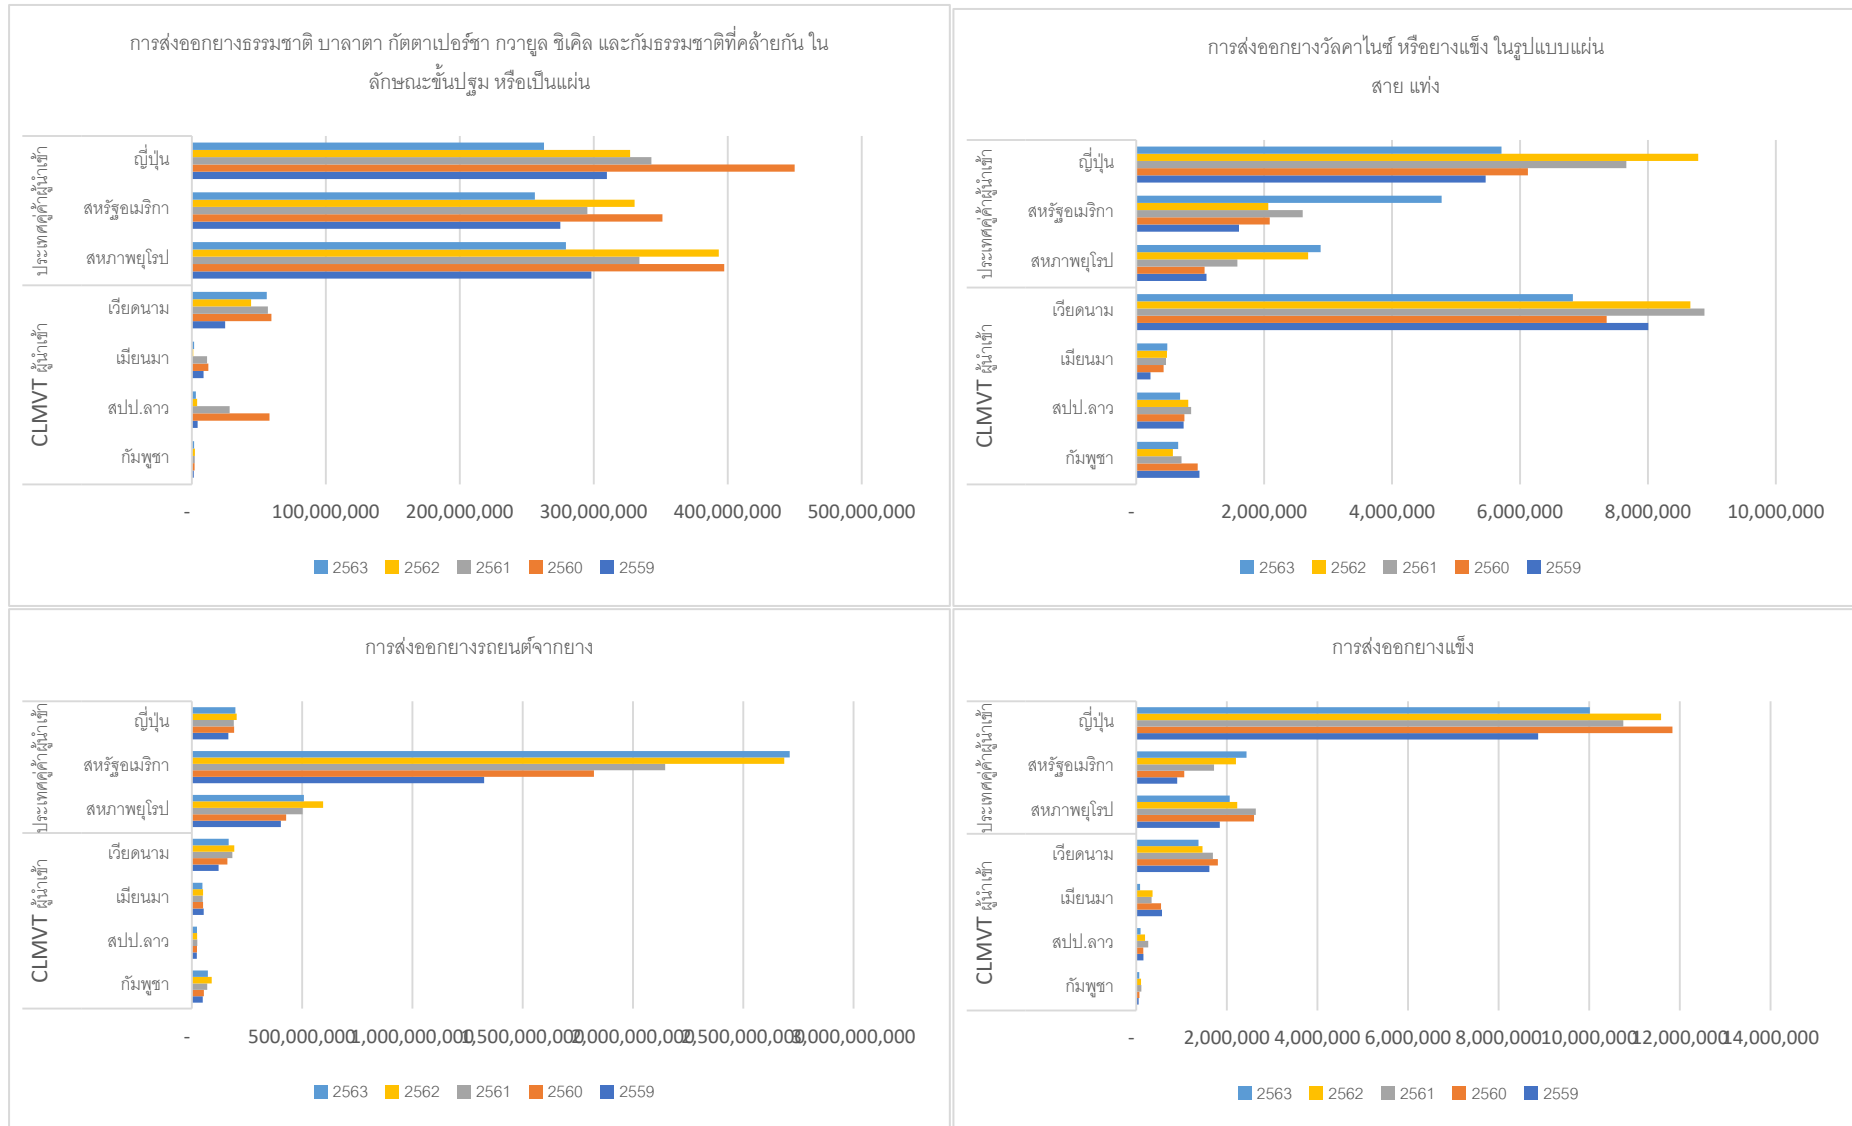 การส่งออกยางธรรมชาติ บาลาตา กัตตาเปอร์ชา กวายูล ชิเคิล และกัมธรรมชาติที่คล้ายกัน ใน
ลักษณะขั้นปฐม หรือเป็นแผ่น
ประเทศคู่ค้าผู้นำเข้า
ญี่ปุ่น
สหรัฐอเมริกา
สหภาพยุโรป
CLMVT ผู้นำเข้า
เวียดนาม
เมียนมา
สปป.ลาว
กัมพูชา
- 100,000,000 200,000,000 300,000,000 400,000,000 500,000,000
2563 2562 2561 2560 2559
การส่งออกยางวัลคาไนซ์ หรือยางแข็ง ในรูปแบบแผ่น
สาย แท่ง
ประเทศคู่ค้าผู้นำเข้า
ญี่ปุ่น
สหรัฐอเมริกา
สหภาพยุโรป
CLMVT ผู้นำเข้า
เวียดนาม
เมียนมา
สปป.ลาว
กัมพูชา
- 2,000,000 4,000,000 6,000,000 8,000,000 10,000,000
2563 2562 2561 2560 2559
การส่งออกยางรถยนต์จากยาง
ประเทศคู่ค้าผู้นำเข้า
ญี่ปุ่น
สหรัฐอเมริกา
สหภาพยุโรป
CLMVT ผู้นำเข้า
เวียดนาม
เมียนมา
สปป.ลาว
กัมพูชา
- 500,000,000 1,000,000,000 1,500,000,000 2,000,000,000 2,500,000,000 3,000,000,000
2563 2562 2561 2560 2559
การส่งออกยางแข็ง
ประเทศคู่ค้าผู้นำเข้า
ญี่ปุ่น
สหรัฐอเมริกา
สหภาพยุโรป
CLMVT ผู้นำเข้า
เวียดนาม
เมียนมา
สปป.ลาว
กัมพูชา
- 2,000,000 4,000,000 6,000,000 8,000,000 10,000,000 12,000,000 14,000,000
2563 2562 2561 2560 2559